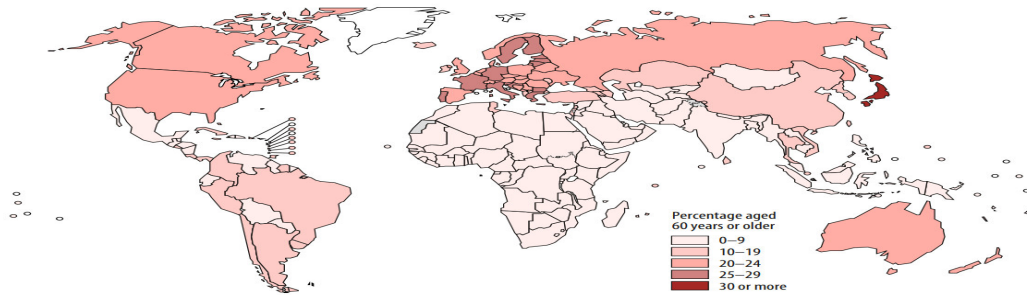 Percentage aged
60 years or older
0–9
10–19
20–24
25–29
30 or more